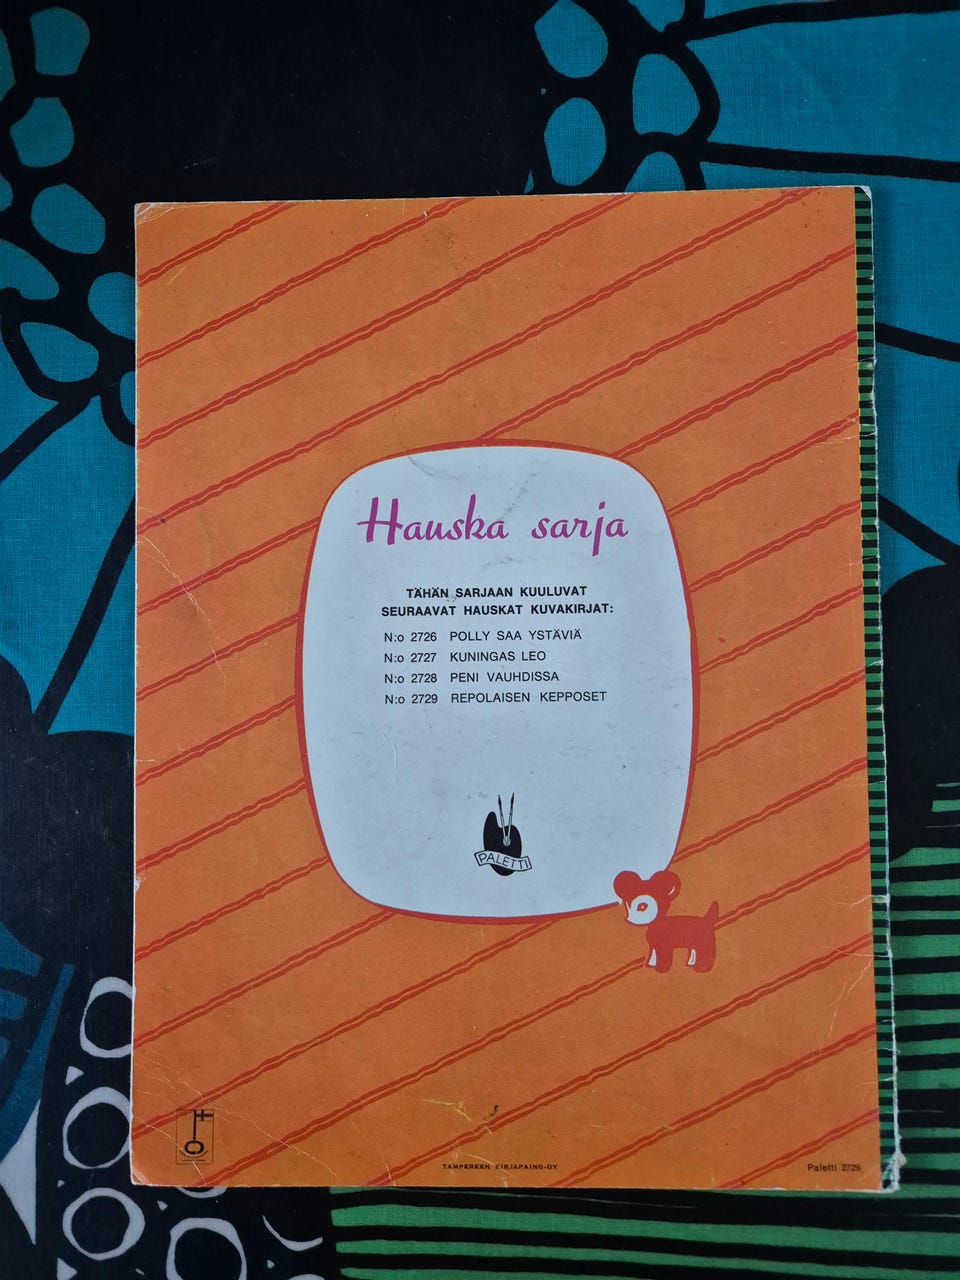 Hauska sarja
TÄHÄN SARJAAN KUULUVAT
SEURAAVAT HAUSKAT KUVAKIRJAT:
N:o 2726 POLLY SAA YSTÄVIÄ
N:o 2727 KUNINGAS LEO
N:o 2728 PENI VAUHDISSA
N:o 2729 REPOLAISEN KEPPOSET
PALETTI
TAMPEREEN KIRJAPAINO-OY
Paletti 2729